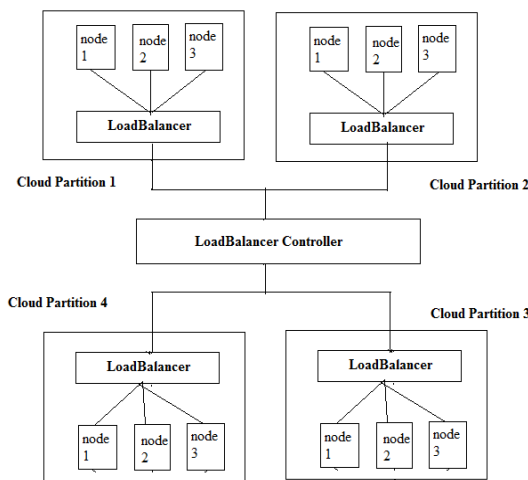 node
1
node
2
node
3
LoadBalancer
node
1
node
2
node
3
LoadBalancer
Cloud Partition 1
Cloud Partition 2
LoadBalancer Controller
Cloud Partition 4
Cloud Partition 3
LoadBalancer
node
1
node
2
node
3
LoadBalancer
node
1
node
2
node
3